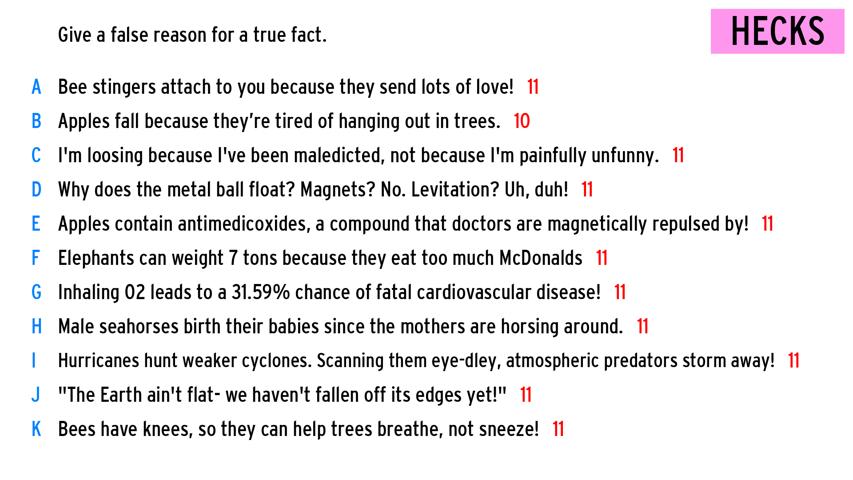 Give a false reason for a true fact.
HECKS
A Bee stingers attach to you because they send lots of love! 11
B Apples fall because they're tired of hanging out in trees. 10
C I'm loosing because I've been maledicted, not because I'm painfully unfunny. 11
D Why does the metal ball float? Magnets? No. Levitation? Uh, duh! 11
E Apples contain antimedicoxides, a compound that doctors are magnetically repulsed by! 11
F Elephants can weight 7 tons because they eat too much McDonalds 11
G Inhaling O2 leads to a 31.59% chance of fatal cardiovascular disease! 11
H Male seahorses birth their babies since the mothers are horsing around. 11
I Hurricanes hunt weaker cyclones. Scanning them eye-dley, atmospheric predators storm away! 11
J "The Earth ain't flat- we haven't fallen off its edges yet!" 11
K Bees have knees, so they can help trees breathe, not sneeze! 11